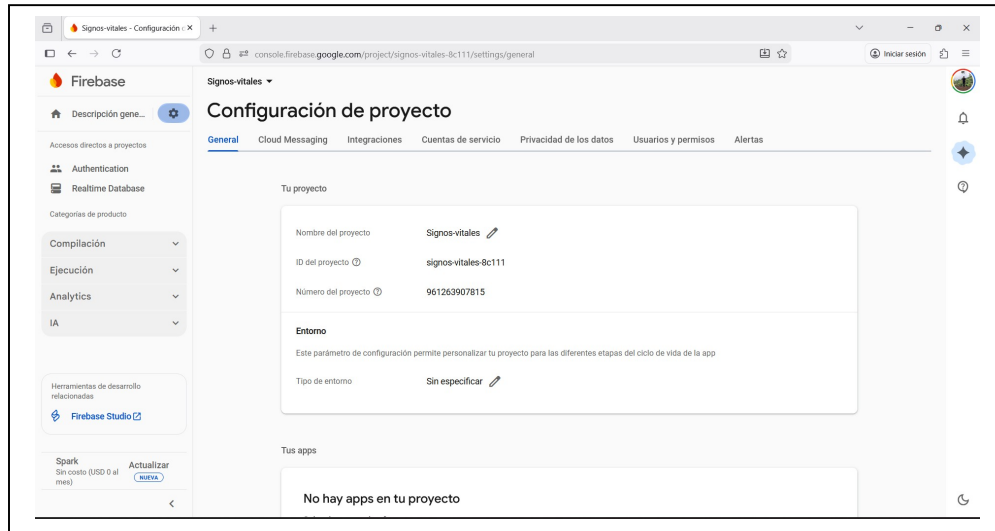 Signos-vitales - Configuración
console.firebase.google.com/project/signos-vitales-8c111/settings/general
Iniciar sesión
Firebase
Signos-vitales
Descripción gene...
Configuración de proyecto
General Cloud Messaging Integraciones Cuentas de servicio Privacidad de los datos Usuarios y permisos Alertas
Accesos directos a proyectos
Authentication
Realtime Database
Categorías de producto
Compilación
Ejecución
Analytics
IA
Herramientas de desarrollo
relacionadas
Firebase Studio
Spark
Sin costo (USD 0 al
mes)
Actualizar
NUEVA
Tu proyecto
Nombre del proyecto Signos-vitales
ID del proyecto signos-vitales-8c111
Número del proyecto 961263907815
Entorno
Este parámetro de configuración permite personalizar tu proyecto para las diferentes etapas del ciclo de vida de la app
Tipo de entorno Sin especificar
Tus apps
No hay apps en tu proyecto